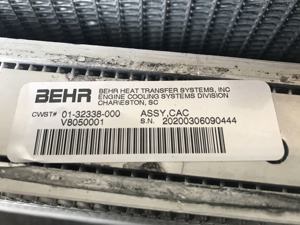 BEHR
BEHR HEAT TRANSFER SYSTEMS, INC
ENGINE COOLING SYSTEMS DIVISION
CHARLESTON, SC
CWST# 01-32338-000 ASSY,CAC
V8050001 S.N. 20200306090444